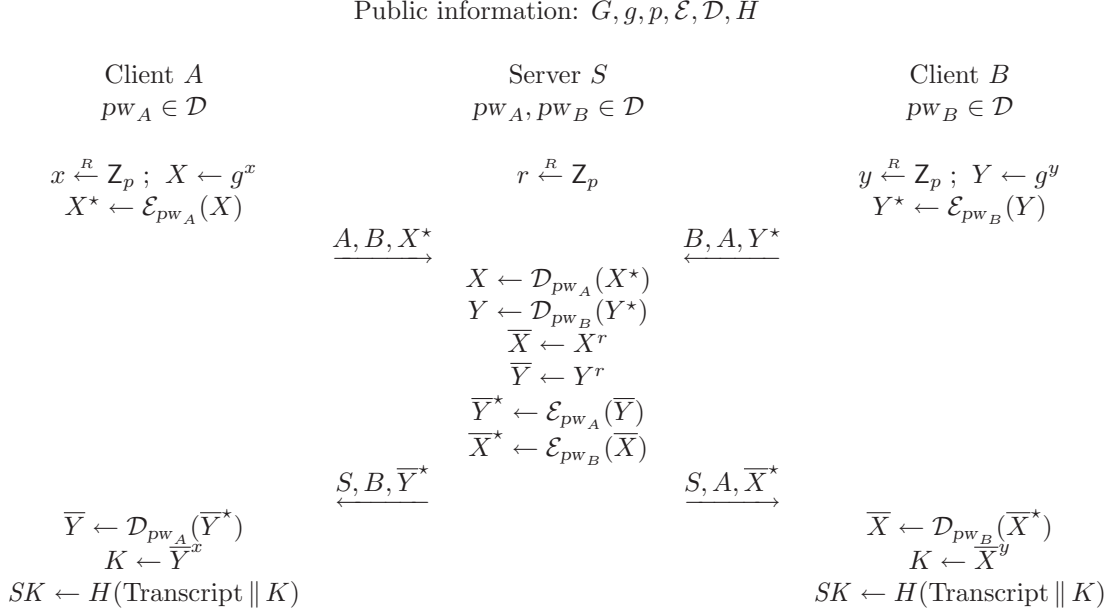 Public information: G, g, p, ℰ, 𝒟, H
Client A Server S Client B
pw_A ∈ 𝒟 pw_A, pw_B ∈ 𝒟 pw_B ∈ 𝒟
x ←^R Z_p ; X ← g^x r ←^R Z_p y ←^R Z_p ; Y ← g^y
X^⋆ ← ℰ_{pw_A}(X) Y^⋆ ← ℰ_{pw_B}(Y)
A, B, X^⋆ B, A, Y^⋆
X ← 𝒟_{pw_A}(X^⋆)
Y ← 𝒟_{pw_B}(Y^⋆)
X̅ ← X^r
Y̅ ← Y^r
Y̅^⋆ ← ℰ_{pw_A}(Y̅)
X̅^⋆ ← ℰ_{pw_B}(X̅)
S, B, Y̅^⋆ S, A, X̅^⋆
Y̅ ← 𝒟_{pw_A}(Y̅^⋆) X̅ ← 𝒟_{pw_B}(X̅^⋆)
K ← Y̅^x K ← X̅^y
SK ← H(Transcript ∥ K) SK ← H(Transcript ∥ K)